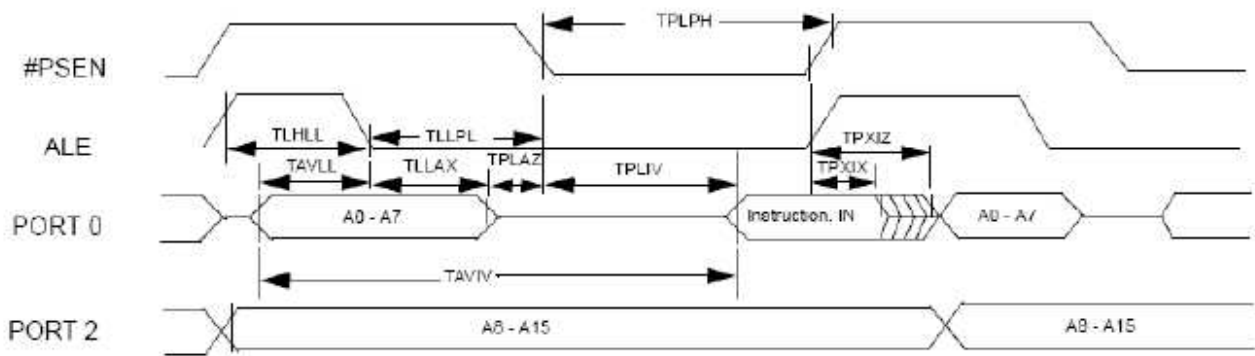 TPLPH
#PSEN
TLHLL TLLPL TPXIZ
ALE
TAVLL TLLAX TPLAZ TPLIV TPXIX
PORT 0 A0 - A7 Instruction. IN A0 - A7
TAVIV
PORT 2 A8 - A15 A8 - A15